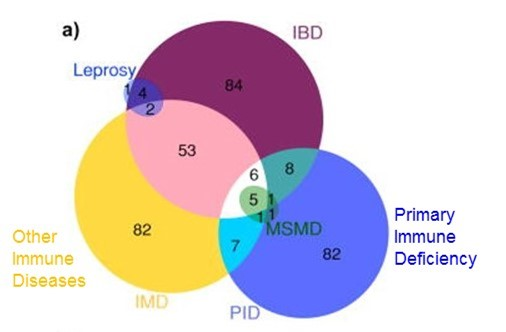 a)
IBD
Leprosy
84
1 4
2
53
6 8
5 1
1 1
MSMD
82
7
82
Other
Immune
Diseases
IMD
PID
Primary
Immune
Deficiency